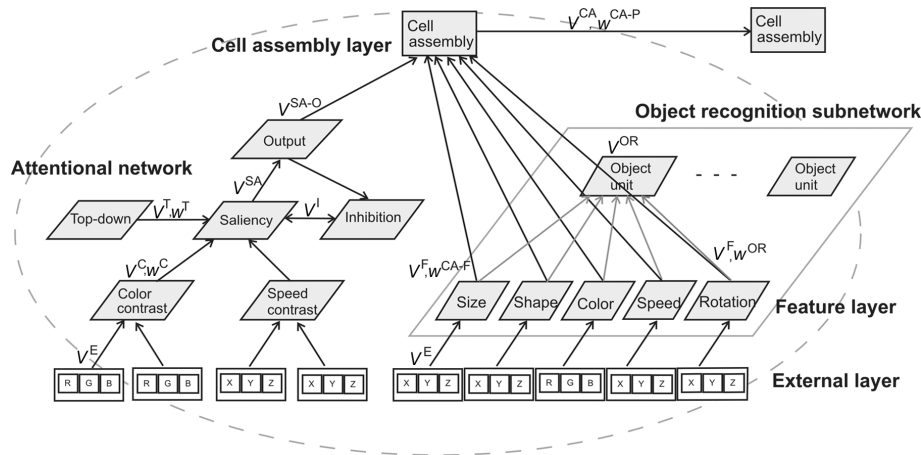 Cell assembly layer
Cell
assembly
V^CA, w^CA-P
Cell
assembly
V^SA-O
Object recognition subnetwork
Output
V^OR
Attentional network
Object
unit
- - -
Object
unit
V^SA
Top-down
V^T, w^T
Saliency
V^I
Inhibition
V^C, w^C
V^F, w^CA-F
V^F, w^OR
Color
contrast
Speed
contrast
Size
Shape
Color
Speed
Rotation
Feature layer
V^E
V^E
R G B
R G B
X Y Z
X Y Z
X Y Z
X Y Z
R G B
X Y Z
X Y Z
External layer